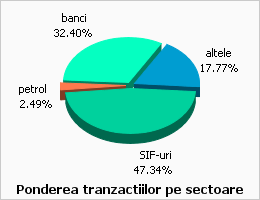 banci
32.40%
altele
17.77%
petrol
2.49%
SIF-uri
47.34%
Ponderea tranzactiilor pe sectoare